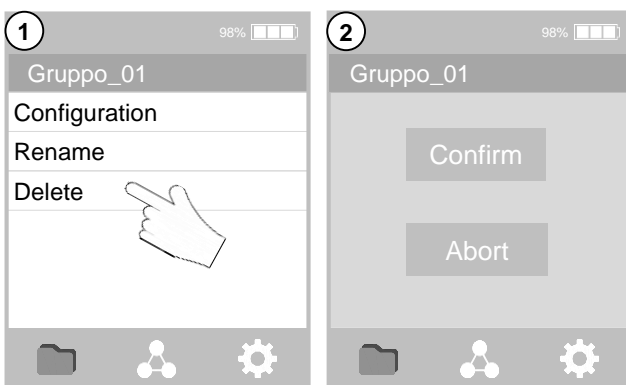 1
98%
Gruppo_01
Configuration
Rename
Delete
2
98%
Gruppo_01
Confirm
Abort